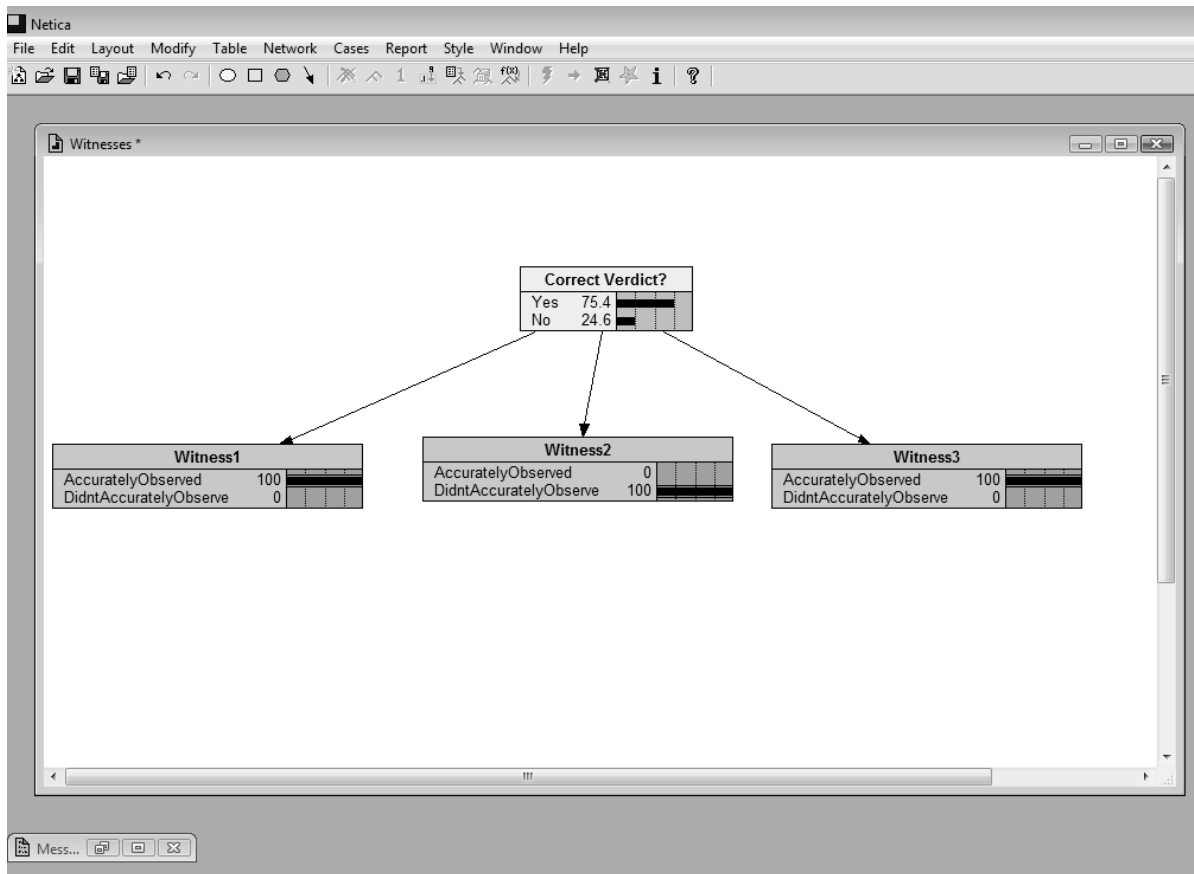 Netica
File Edit Layout Modify Table Network Cases Report Style Window Help
1 f(x) i ?
Witnesses *
Correct Verdict?
Yes 75.4
No 24.6
Witness1
AccuratelyObserved 100
DidntAccuratelyObserve 0
Witness2
AccuratelyObserved 0
DidntAccuratelyObserve 100
Witness3
AccuratelyObserved 100
DidntAccuratelyObserve 0
Mess...